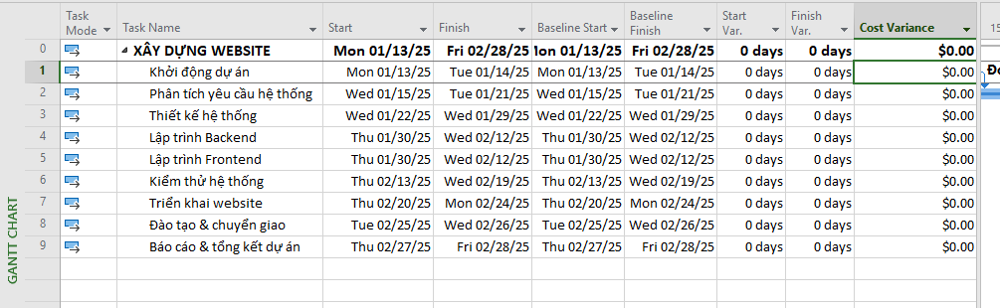 Task Mode Task Name Start Finish Baseline Start Baseline Finish Start Var. Finish Var. Cost Variance 15
0 XÂY DỰNG WEBSITE Mon 01/13/25 Fri 02/28/25 Mon 01/13/25 Fri 02/28/25 0 days 0 days $0.00
1 Khởi động dự án Mon 01/13/25 Tue 01/14/25 Mon 01/13/25 Tue 01/14/25 0 days 0 days $0.00
2 Phân tích yêu cầu hệ thống Wed 01/15/25 Tue 01/21/25 Wed 01/15/25 Tue 01/21/25 0 days 0 days $0.00
3 Thiết kế hệ thống Wed 01/22/25 Wed 01/29/25 Wed 01/22/25 Wed 01/29/25 0 days 0 days $0.00
4 Lập trình Backend Thu 01/30/25 Wed 02/12/25 Thu 01/30/25 Wed 02/12/25 0 days 0 days $0.00
5 Lập trình Frontend Thu 01/30/25 Wed 02/12/25 Thu 01/30/25 Wed 02/12/25 0 days 0 days $0.00
6 Kiểm thử hệ thống Thu 02/13/25 Wed 02/19/25 Thu 02/13/25 Wed 02/19/25 0 days 0 days $0.00
7 Triển khai website Thu 02/20/25 Mon 02/24/25 Thu 02/20/25 Mon 02/24/25 0 days 0 days $0.00
8 Đào tạo & chuyển giao Tue 02/25/25 Wed 02/26/25 Tue 02/25/25 Wed 02/26/25 0 days 0 days $0.00
9 Báo cáo & tổng kết dự án Thu 02/27/25 Fri 02/28/25 Thu 02/27/25 Fri 02/28/25 0 days 0 days $0.00
GANTT CHART